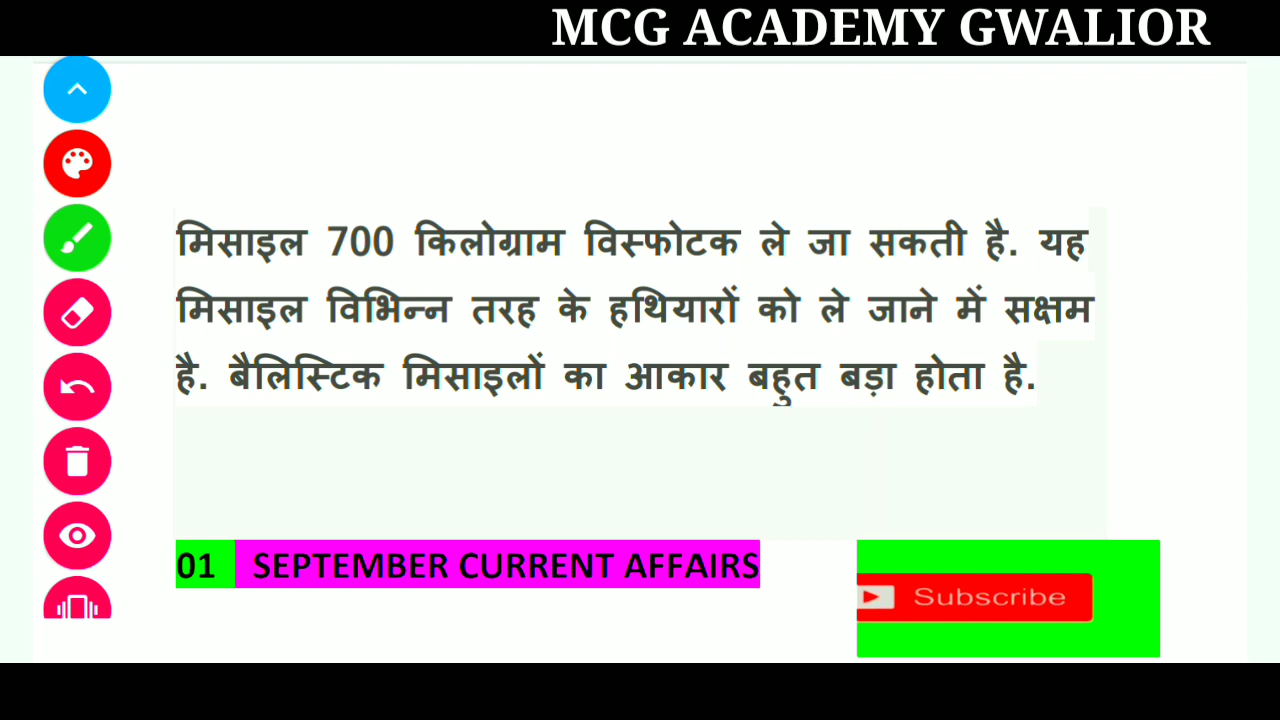 MCG ACADEMY GWALIOR
मिसाइल 700 किलोग्राम विस्फोटक ले जा सकती है. यह
मिसाइल विभिन्न तरह के हथियारों को ले जाने में सक्षम
है. बैलिस्टिक मिसाइलों का आकार बहुत बड़ा होता है.
01 SEPTEMBER CURRENT AFFAIRS
Subscribe